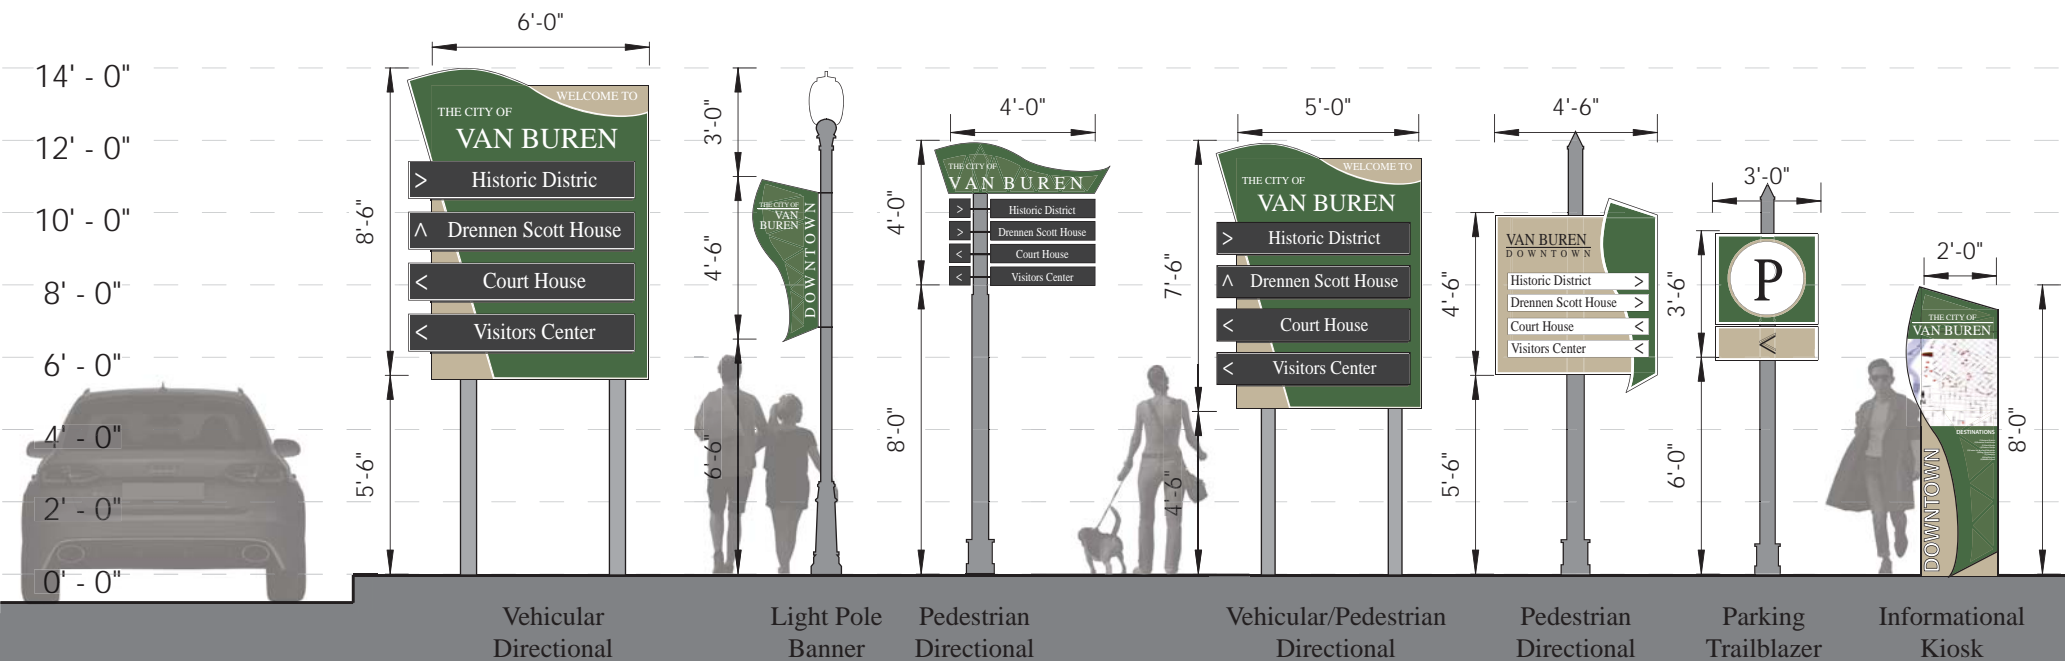 14' - 0"
12' - 0"
10' - 0"
8' - 0"
6' - 0"
4' - 0"
2' - 0"
0' - 0"
6'-0"
8'-6"
5'-6"
WELCOME TO
THE CITY OF
VAN BUREN
> Historic Distric
^ Drennen Scott House
< Court House
< Visitors Center
Vehicular
Directional
3'-0"
4'-6"
6'-6"
THE CITY OF
VAN
BUREN
DOWNTOWN
Light Pole
Banner
4'-0"
4'-0"
8'-0"
THE CITY OF
VAN BUREN
> Historic District
> Drennen Scott House
< Court House
< Visitors Center
Pedestrian
Directional
5'-0"
7'-6"
4'-6"
WELCOME TO
THE CITY OF
VAN BUREN
> Historic District
^ Drennen Scott House
< Court House
< Visitors Center
Vehicular/Pedestrian
Directional
4'-6"
4'-6"
5'-6"
VAN BUREN
DOWNTOWN
Historic District >
Drennen Scott House >
Court House <
Visitors Center <
Pedestrian
Directional
3'-0"
3'-6"
6'-0"
P
<
Parking
Trailblazer
2'-0"
8'-0"
THE CITY OF
VAN BUREN
DESTINATIONS
DOWNTOWN
Informational
Kiosk